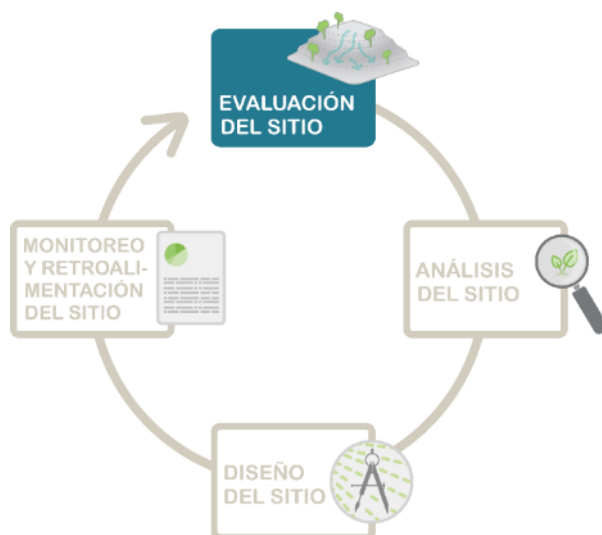 EVALUACIÓN
DEL SITIO
ANÁLISIS
DEL SITIO
DISEÑO
DEL SITIO
MONITOREO
Y RETROALI-
MENTACIÓN
DEL SITIO